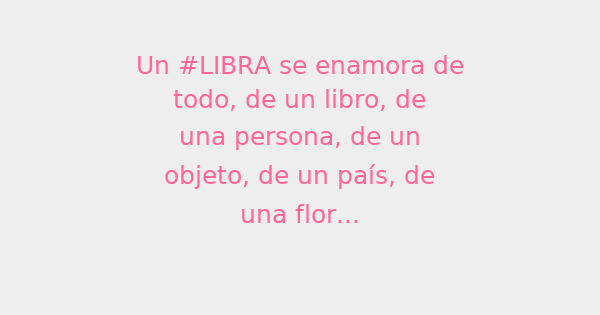 Un #LIBRA se enamora de
todo, de un libro, de
una persona, de un
objeto, de un país, de
una flor...